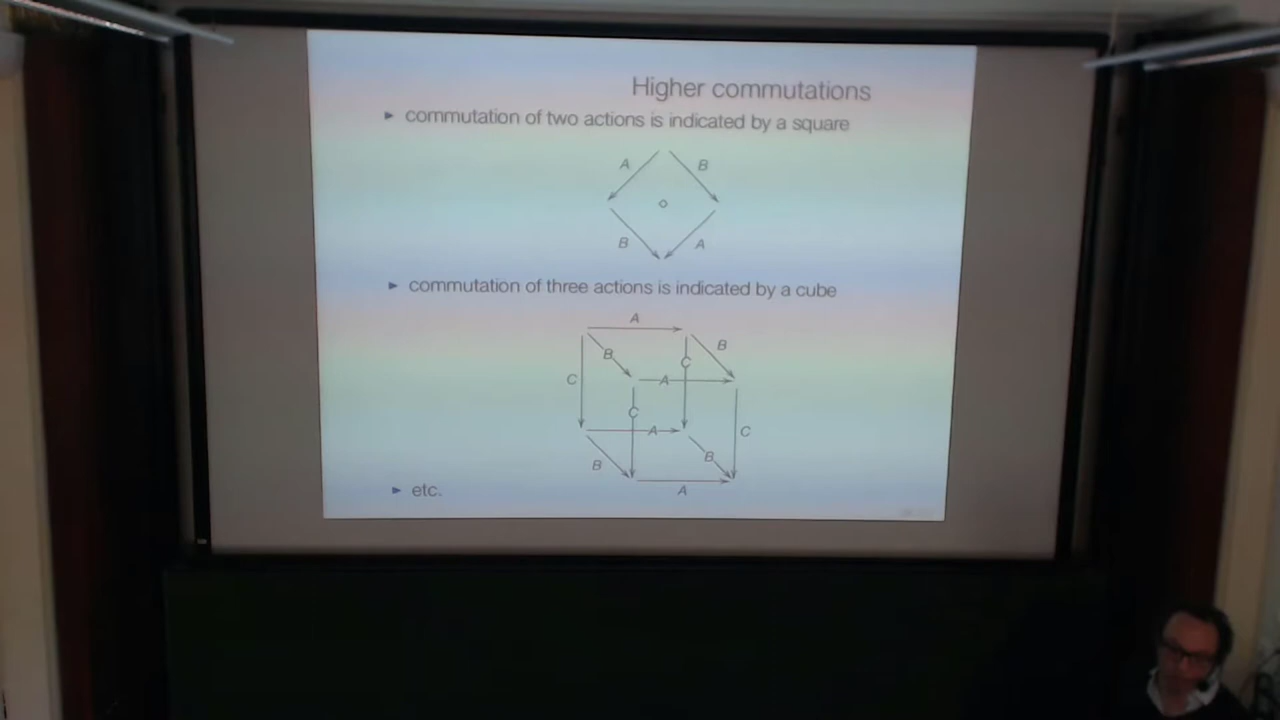 Higher commutations
► commutation of two actions is indicated by a square
A B
B A
► commutation of three actions is indicated by a cube
A
B C B
C A
C
A C
B B
A
► etc.